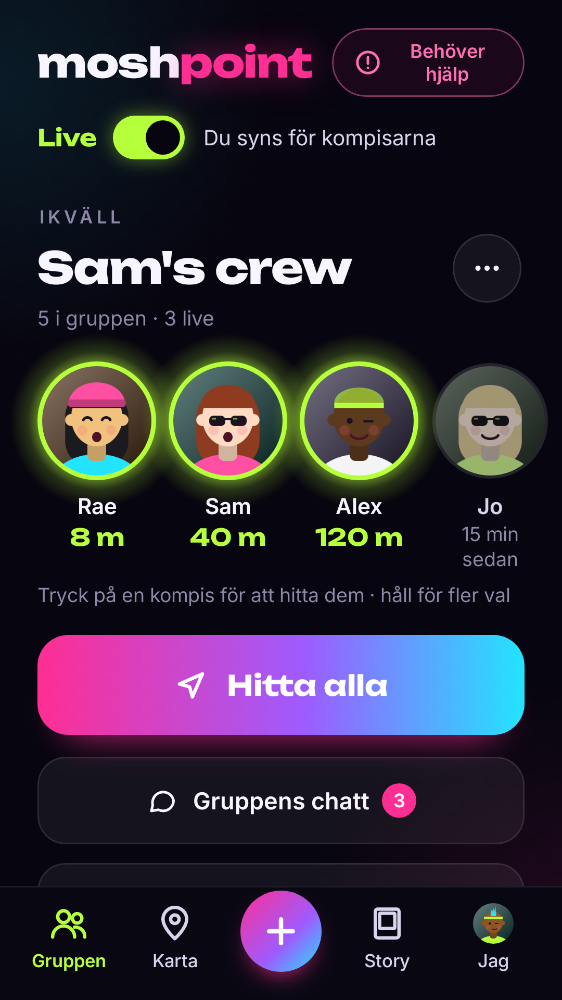 moshpoint
Behöver
hjälp
Live
Du syns för kompisarna
IKVÄLL
Sam's crew
5 i gruppen · 3 live
Rae
8 m
Sam
40 m
Alex
120 m
Jo
15 min
sedan
Tryck på en kompis för att hitta dem · håll för fler val
Hitta alla
Gruppens chatt 3
Gruppen
Karta
Story
Jag